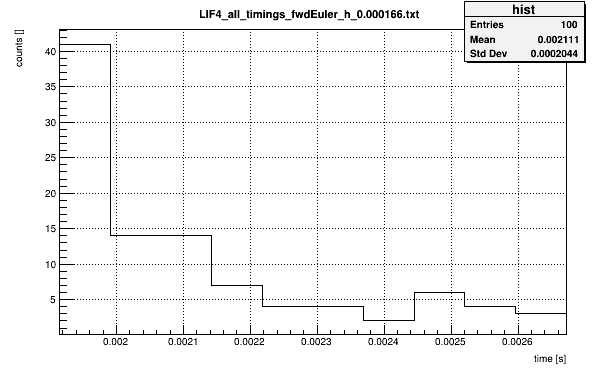 LIF4_all_timings_fwdEuler_h_0.000166.txt
hist
Entries 100
Mean 0.002111
Std Dev 0.0002044
counts []
40
35
30
25
20
15
10
5
0.002 0.0021 0.0022 0.0023 0.0024 0.0025 0.0026
time [s]